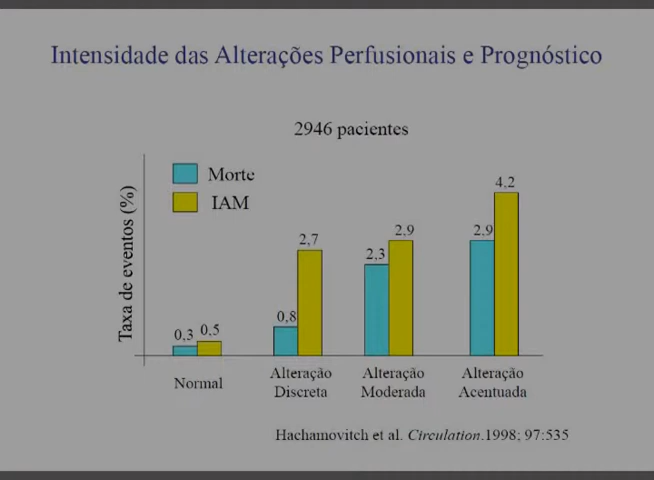 Intensidade das Alterações Perfusionais e Prognóstico
2946 pacientes
Morte
IAM
Taxa de eventos (%)
0,3
0,5
0,8
2,7
2,3
2,9
2,9
4,2
Normal
Alteração
Discreta
Alteração
Moderada
Alteração
Acentuada
Hachamovitch et al. Circulation.1998; 97:535